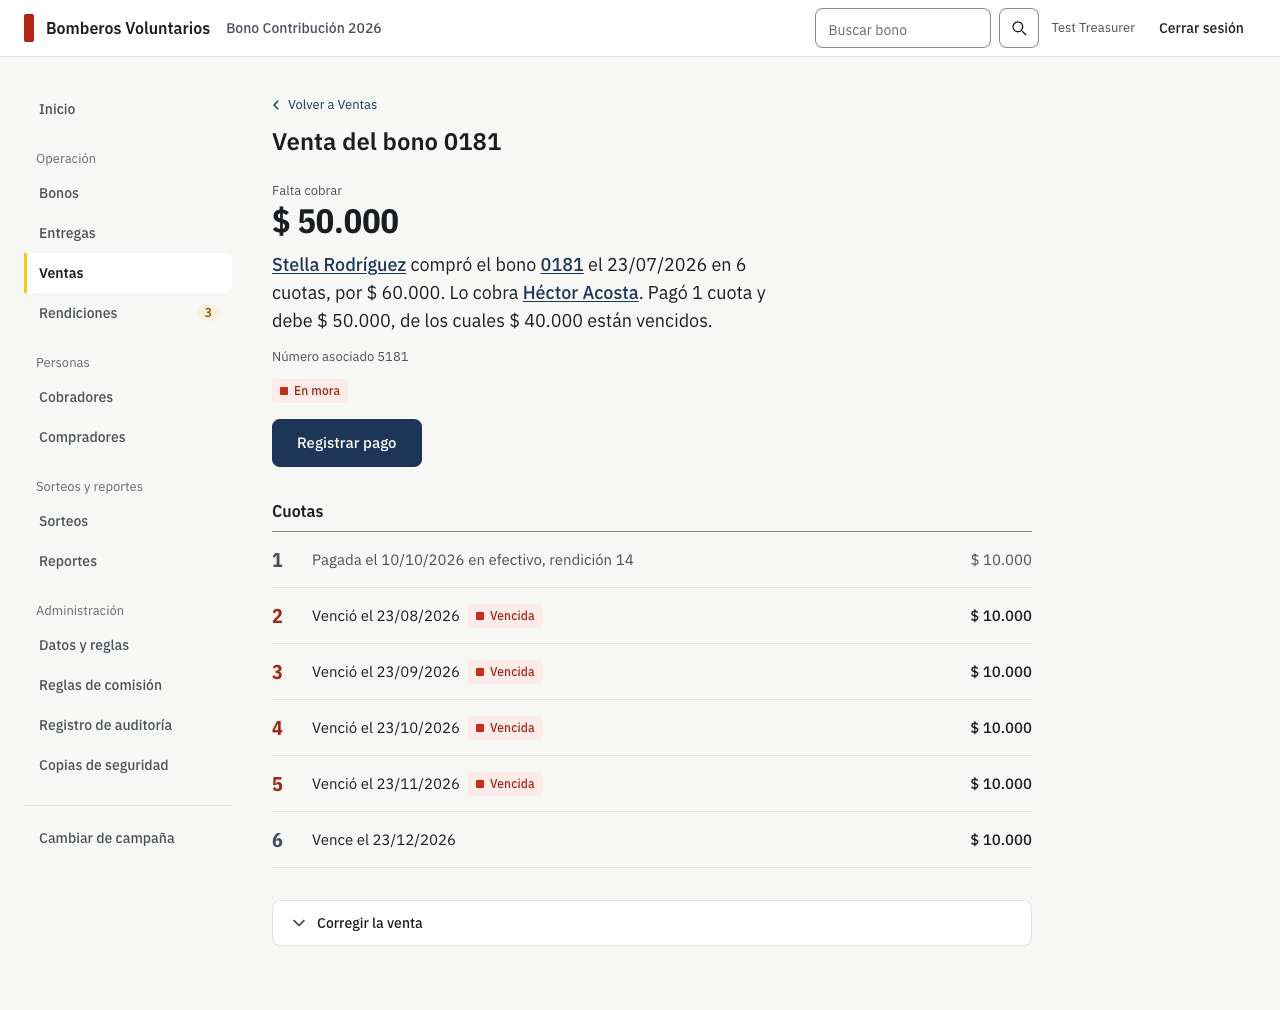 Bomberos Voluntarios
Bono Contribución 2026
Buscar bono
Test Treasurer
Cerrar sesión
Inicio
Operación
Bonos
Entregas
Ventas
Rendiciones 3
Personas
Cobradores
Compradores
Sorteos y reportes
Sorteos
Reportes
Administración
Datos y reglas
Reglas de comisión
Registro de auditoría
Copias de seguridad
Cambiar de campaña
Volver a Ventas
Venta del bono 0181
Falta cobrar
$ 50.000
Stella Rodríguez compró el bono 0181 el 23/07/2026 en 6
cuotas, por $ 60.000. Lo cobra Héctor Acosta. Pagó 1 cuota y
debe $ 50.000, de los cuales $ 40.000 están vencidos.
Número asociado 5181
En mora
Registrar pago
Cuotas
1 Pagada el 10/10/2026 en efectivo, rendición 14 $ 10.000
2 Venció el 23/08/2026 Vencida $ 10.000
3 Venció el 23/09/2026 Vencida $ 10.000
4 Venció el 23/10/2026 Vencida $ 10.000
5 Venció el 23/11/2026 Vencida $ 10.000
6 Vence el 23/12/2026 $ 10.000
Corregir la venta